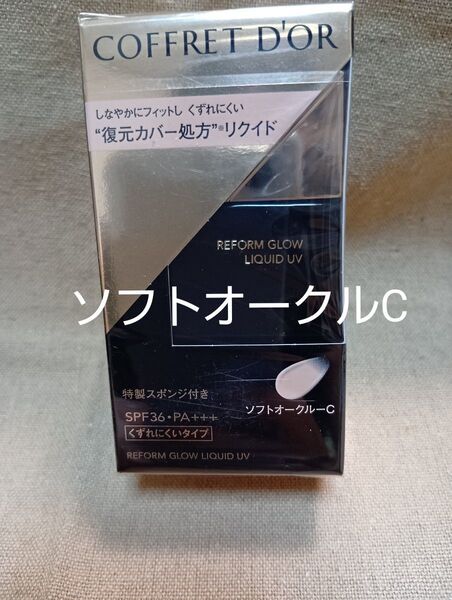 COFFRET D'OR
しなやかにフィットし くずれにくい
“復元カバー処方”※リクイド
REFORM GLOW
LIQUID UV
ソフトオークルC
特製スポンジ付き
ソフトオークルーC
SPF36・PA+++
くずれにくいタイプ
REFORM GLOW LIQUID UV